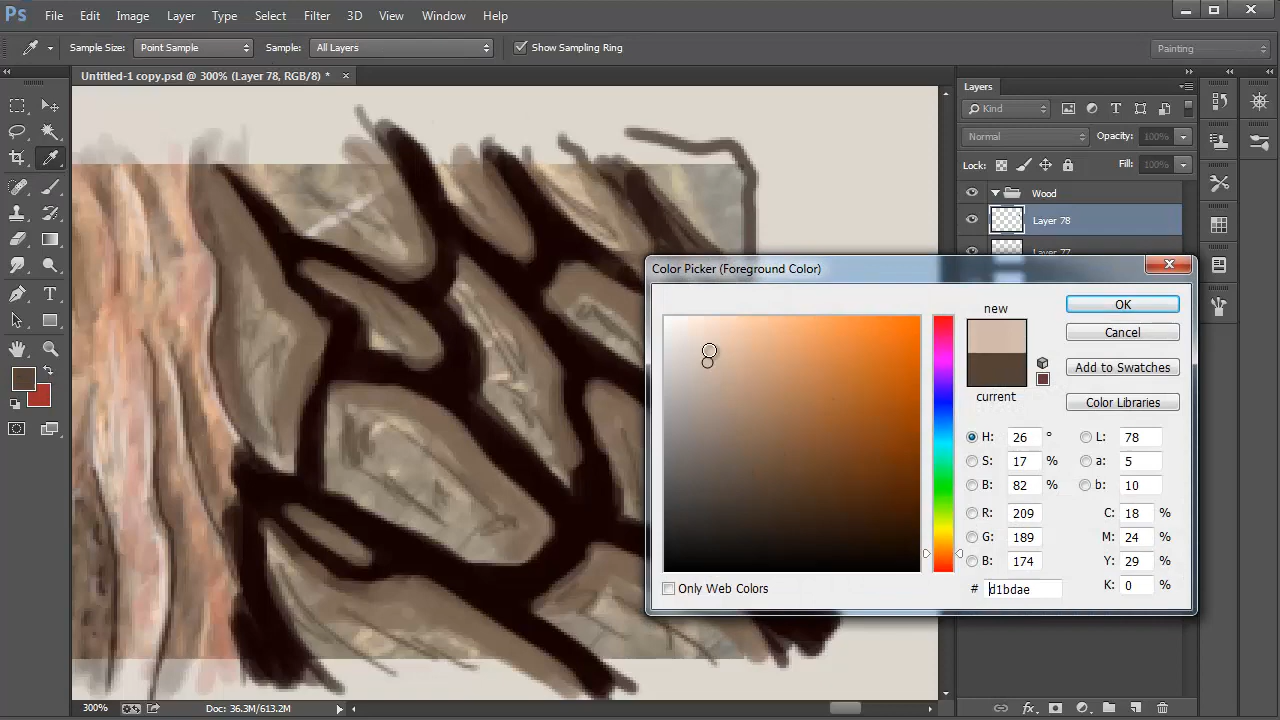 Ps File Edit Image Layer Type Select Filter 3D View Window Help
Sample Size: Point Sample Sample: All Layers Show Sampling Ring Painting
Untitled-1 copy.psd @ 300% (Layer 78, RGB/8) * ×
Layers
Kind
Normal Opacity: 100%
Lock: Fill: 100%
Wood
Layer 78
Layer 77
Color Picker (Foreground Color)
new
current
OK
Cancel
Add to Swatches
Color Libraries
H: 26 ° L: 78
S: 17 % a: 5
B: 82 % b: 10
R: 209 C: 18 %
G: 189 M: 24 %
B: 174 Y: 29 %
# d1bdae K: 0 %
Only Web Colors
300% Doc: 36.3M/613.2M